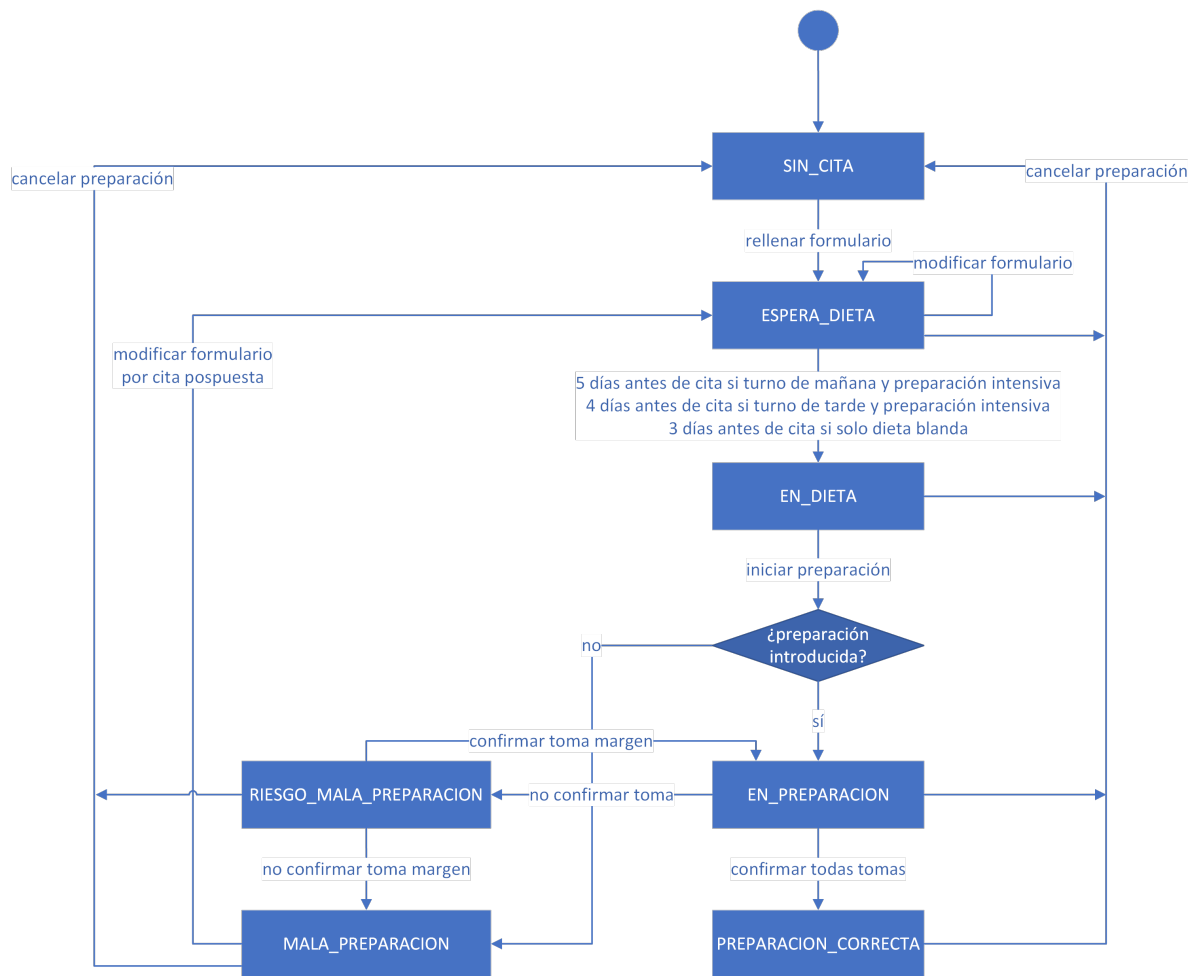 SIN_CITA
cancelar preparación
cancelar preparación
rellenar formulario
modificar formulario
ESPERA_DIETA
modificar formulario
por cita pospuesta
5 días antes de cita si turno de mañana y preparación intensiva
4 días antes de cita si turno de tarde y preparación intensiva
3 días antes de cita si solo dieta blanda
EN_DIETA
iniciar preparación
¿preparación
introducida?
no
sí
confirmar toma margen
RIESGO_MALA_PREPARACION
no confirmar toma
EN_PREPARACION
no confirmar toma margen
confirmar todas tomas
MALA_PREPARACION
PREPARACION_CORRECTA